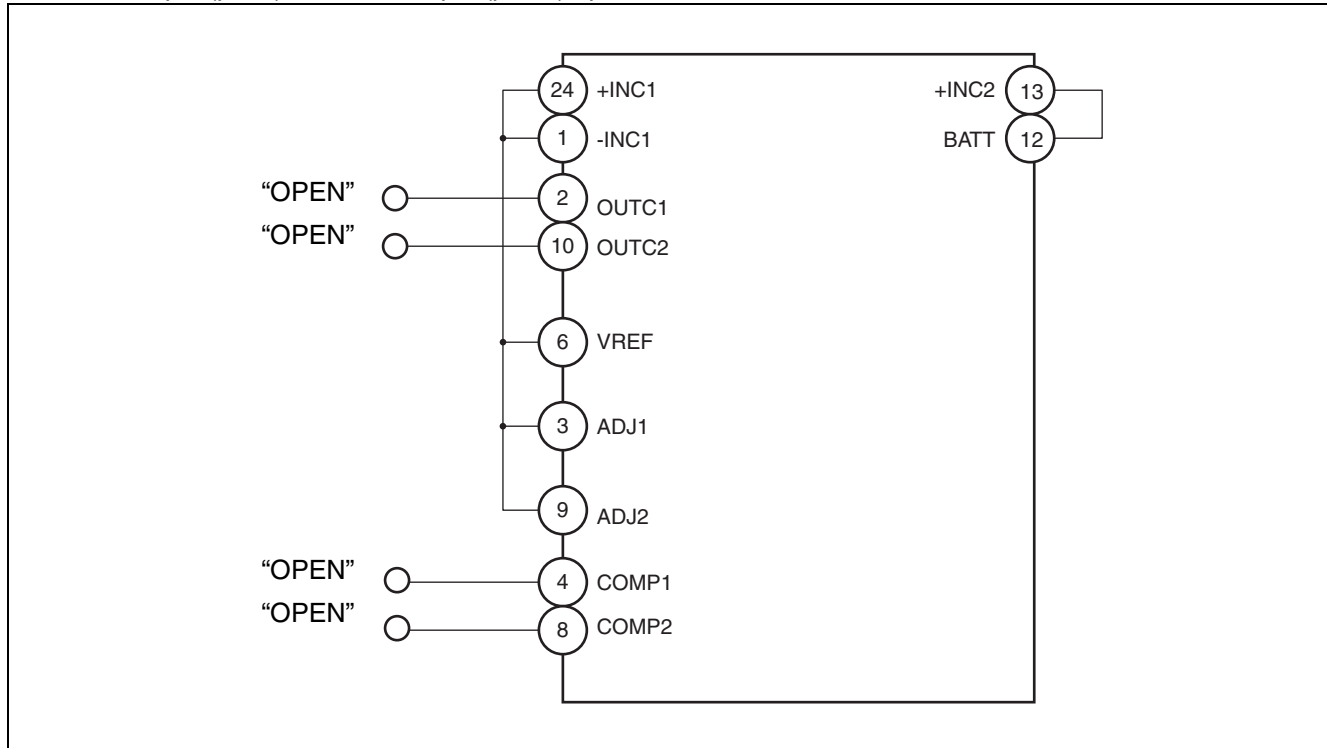 24 +INC1
1 -INC1
“OPEN” 2 OUTC1
“OPEN” 10 OUTC2
6 VREF
3 ADJ1
9 ADJ2
“OPEN” 4 COMP1
“OPEN” 8 COMP2
+INC2 13
BATT 12